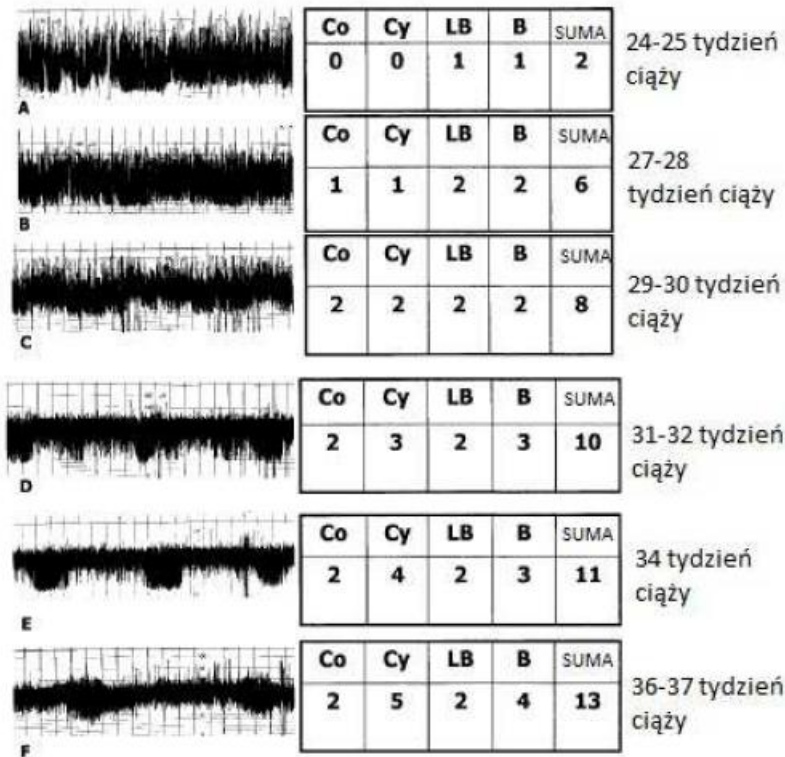 Co Cy LB B SUMA
0 0 1 1 2
24-25 tydzień
ciąży
A
Co Cy LB B SUMA
1 1 2 2 6
27-28
tydzień ciąży
B
Co Cy LB B SUMA
2 2 2 2 8
29-30 tydzień
ciąży
C
Co Cy LB B SUMA
2 3 2 3 10
31-32 tydzień
ciąży
D
Co Cy LB B SUMA
2 4 2 3 11
34 tydzień
ciąży
E
Co Cy LB B SUMA
2 5 2 4 13
36-37 tydzień
ciąży
F